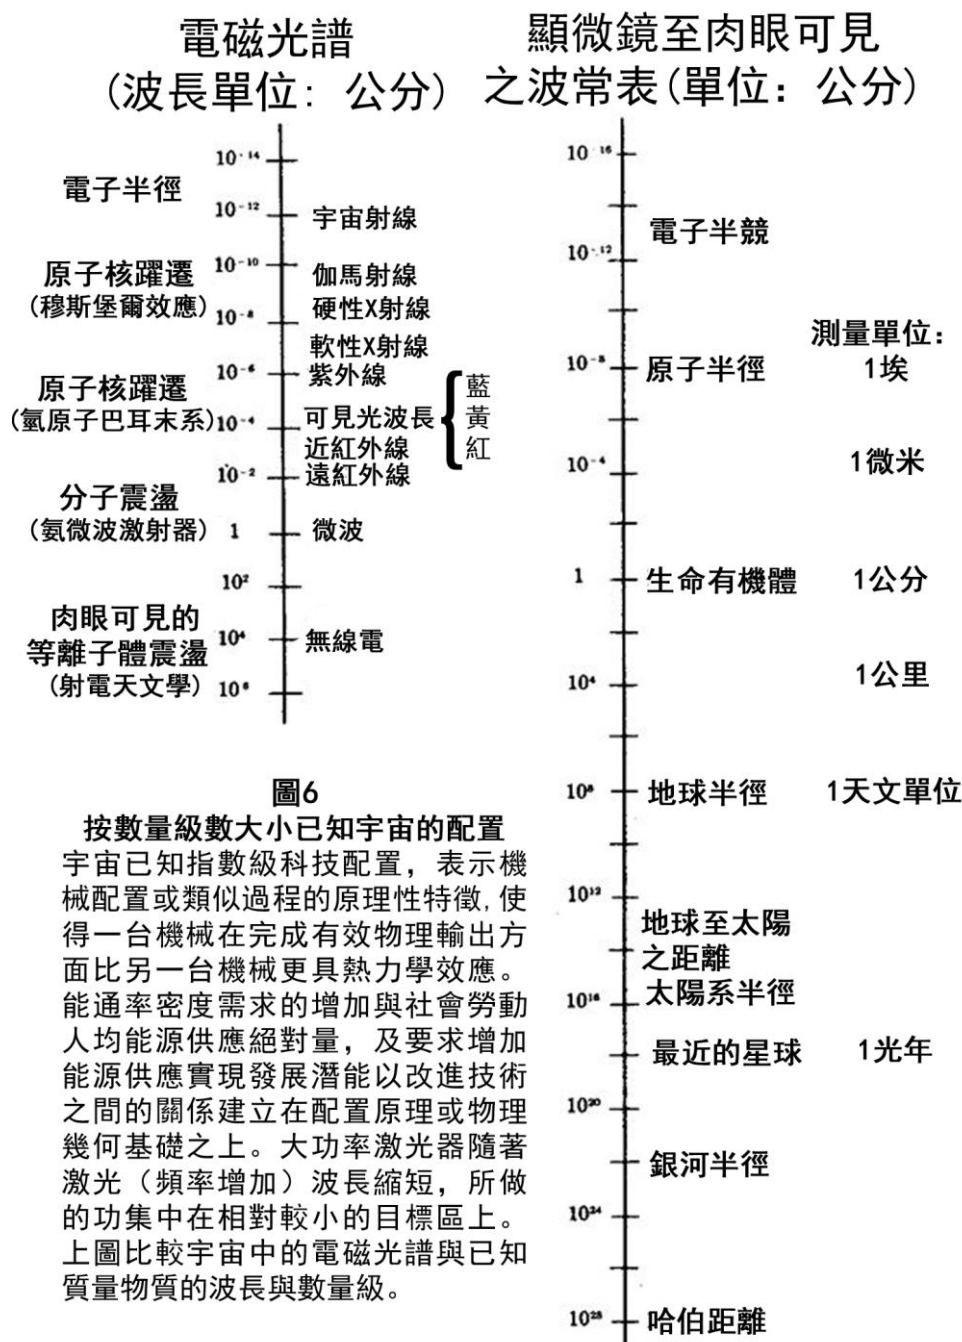 電磁光譜
(波長單位: 公分)
10⁻¹⁴
電子半徑
10⁻¹²
宇宙射線
原子核躍遷
(穆斯堡爾效應)
10⁻¹⁰
伽馬射線
硬性X射線
10⁻⁸
軟性X射線
10⁻⁶
紫外線
原子核躍遷
(氫原子巴耳末系)
10⁻⁴
可見光波長
藍
黃
紅
近紅外線
10⁻²
遠紅外線
分子震盪
(氨微波激射器)
1
微波
10²
肉眼可見的
等離子體震盪
(射電天文學)
10⁴
無線電
10⁶
圖6
按數量級數大小已知宇宙的配置
宇宙已知指數級科技配置，表示機
械配置或類似過程的原理性特徵,使
得一台機械在完成有效物理輸出方
面比另一台機械更具熱力學效應。
能通率密度需求的增加與社會勞動
人均能源供應絕對量，及要求增加
能源供應實現發展潛能以改進技術
之間的關係建立在配置原理或物理
幾何基礎之上。大功率激光器隨著
激光（頻率增加）波長縮短，所做
的功集中在相對較小的目標區上。
上圖比較宇宙中的電磁光譜與已知
質量物質的波長與數量級。
顯微鏡至肉眼可見
之波常表(單位：公分)
10⁻¹⁶
電子半競
10⁻¹²
測量單位：
10⁻⁸
原子半徑
1埃
10⁻⁴
1微米
1
生命有機體
1公分
10⁴
1公里
10⁸
地球半徑
1天文單位
10¹²
地球至太陽
之距離
10¹⁶
太陽系半徑
最近的星球
1光年
10²⁰
銀河半徑
10²⁴
10²⁸
哈伯距離